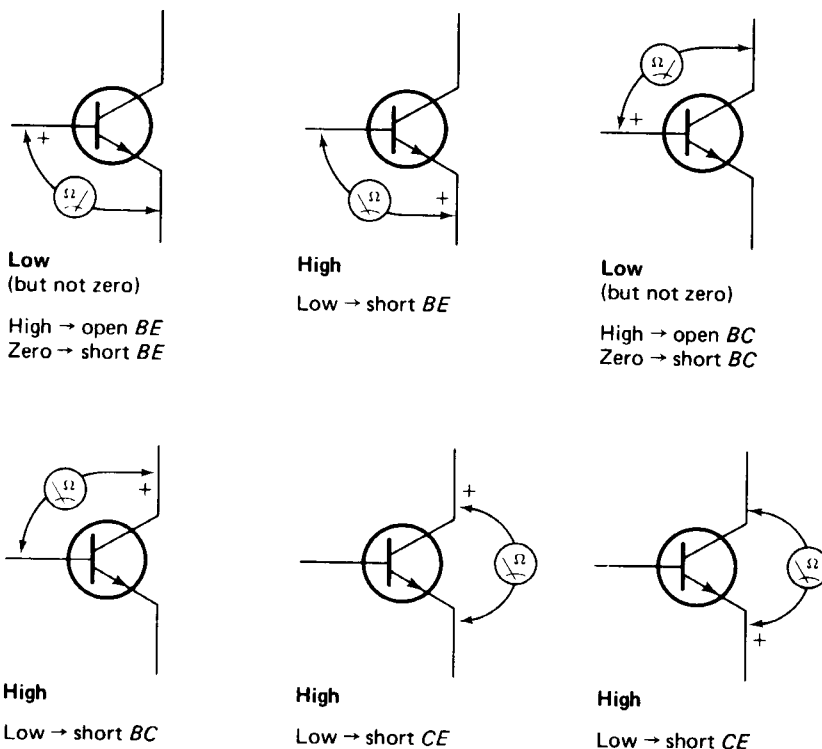 Ω
+
Low
(but not zero)
High → open BE
Zero → short BE
Ω
+
High
Low → short BE
Ω
+
Low
(but not zero)
High → open BC
Zero → short BC
Ω
+
High
Low → short BC
+
Ω
High
Low → short CE
Ω
+
High
Low → short CE